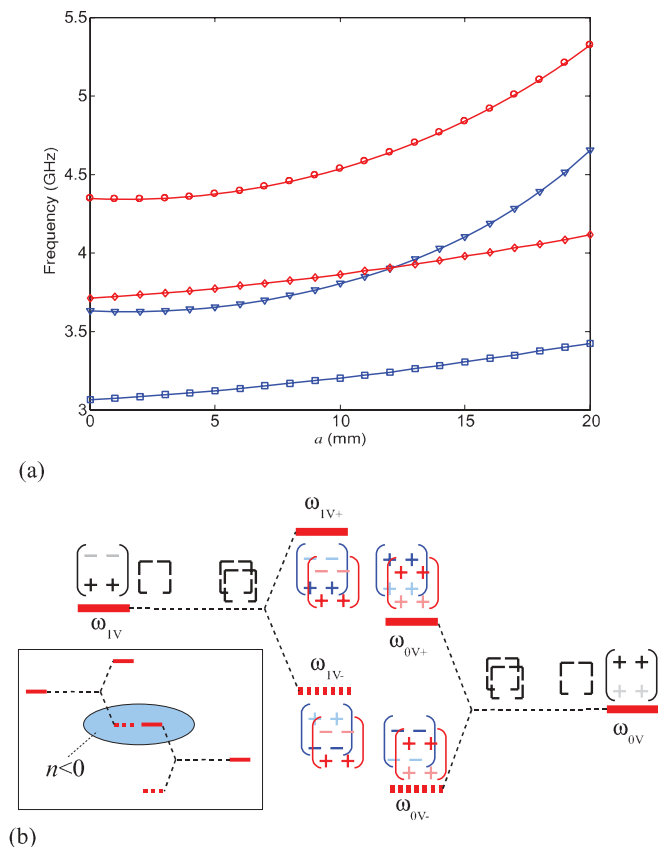 5.5
5
4.5
4
3.5
3
Frequency (GHz)
0 5 10 15 20
a (mm)
(a)
ω1V+
− − + +
ω1V
− − + +
− − + +
+ + + +
+ + + +
ω1V-
ω0V+
+ + − −
− − + +
− − − −
+ + + +
ω0V-
+ + + +
ω0V
n<0
(b)